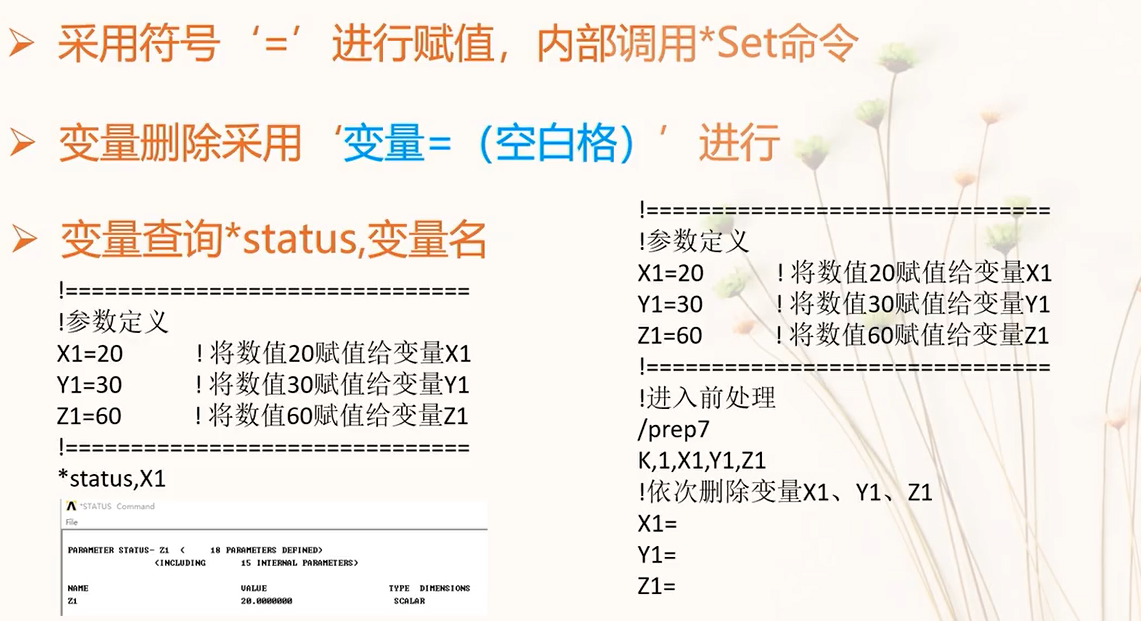 采用符号‘=’进行赋值，内部调用*Set命令
变量删除采用‘变量=（空白格）’进行
变量查询*status,变量名
!===============================
!参数定义
X1=20 ! 将数值20赋值给变量X1
Y1=30 ! 将数值30赋值给变量Y1
Z1=60 ! 将数值60赋值给变量Z1
!===============================
*status,X1
*STATUS Command
File
PARAMETER STATUS- Z1 ( 18 PARAMETERS DEFINED)
(INCLUDING 15 INTERNAL PARAMETERS)
NAME VALUE TYPE DIMENSIONS
Z1 20.0000000 SCALAR
!===============================
!参数定义
X1=20 ! 将数值20赋值给变量X1
Y1=30 ! 将数值30赋值给变量Y1
Z1=60 ! 将数值60赋值给变量Z1
!===============================
!进入前处理
/prep7
K,1,X1,Y1,Z1
!依次删除变量X1、Y1、Z1
X1=
Y1=
Z1=